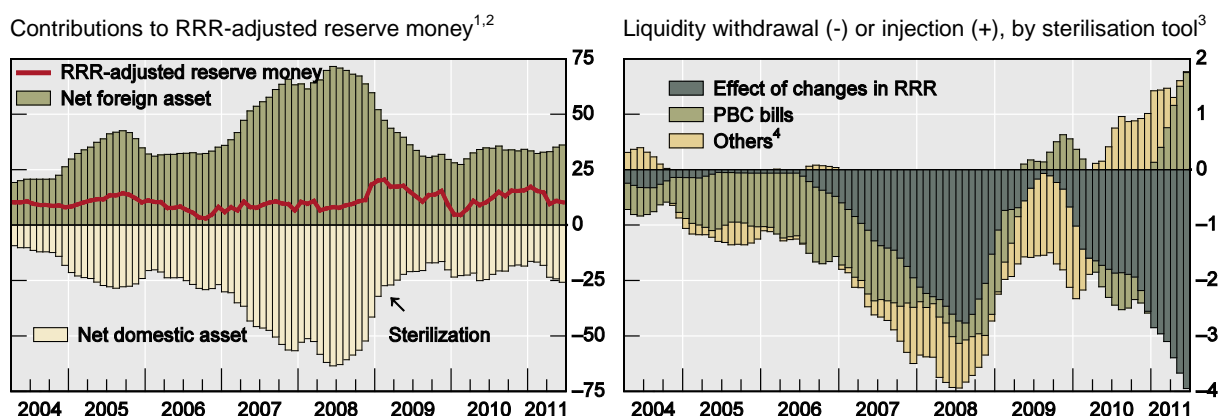 Contributions to RRR-adjusted reserve money1,2
RRR-adjusted reserve money
Net foreign asset
Net domestic asset
Sterilization
75
50
25
0
–25
–50
–75
2004 2005 2006 2007 2008 2009 2010 2011
Liquidity withdrawal (-) or injection (+), by sterilisation tool3
Effect of changes in RRR
PBC bills
Others4
2
1
0
–1
–2
–3
–4
2004 2005 2006 2007 2008 2009 2010 2011